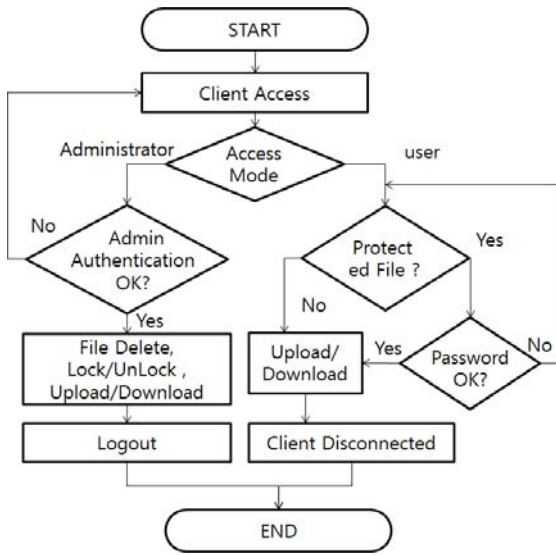 START
Client Access
Administrator
Access
Mode
user
No
Admin
Authentication
OK?
Protect
ed File ?
Yes
No
Yes
File Delete,
Lock/UnLock ,
Upload/Download
Upload/
Download
Yes
Password
OK?
No
Logout
Client Disconnected
END